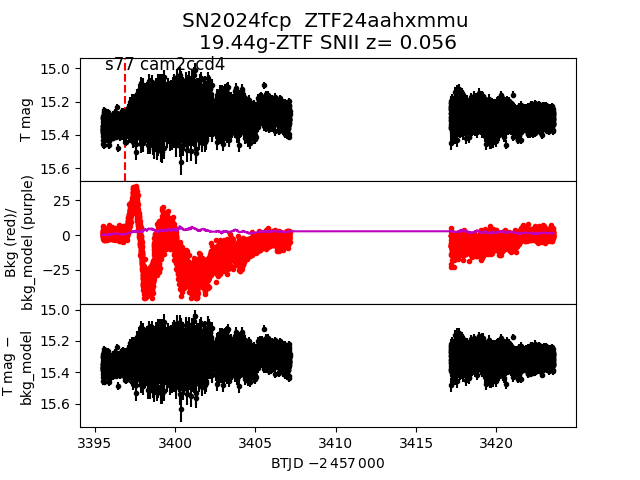 SN2024fcp  ZTF24aahxmmu
19.44g-ZTF SNII z= 0.056
s77 cam2ccd4
T mag
15.0
15.2
15.4
15.6
Bkg (red)/
bkg_model (purple)
25
0
−25
T mag −
bkg_model
15.0
15.2
15.4
15.6
3395
3400
3405
3410
3415
3420
BTJD −2 457 000